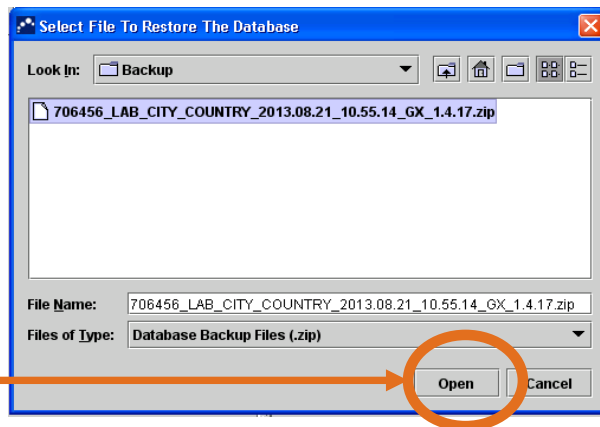 Select File To Restore The Database
Look In: Backup
706456_LAB_CITY_COUNTRY_2013.08.21_10.55.14_GX_1.4.17.zip
File Name: 706456_LAB_CITY_COUNTRY_2013.08.21_10.55.14_GX_1.4.17.zip
Files of Type: Database Backup Files (.zip)
Open Cancel